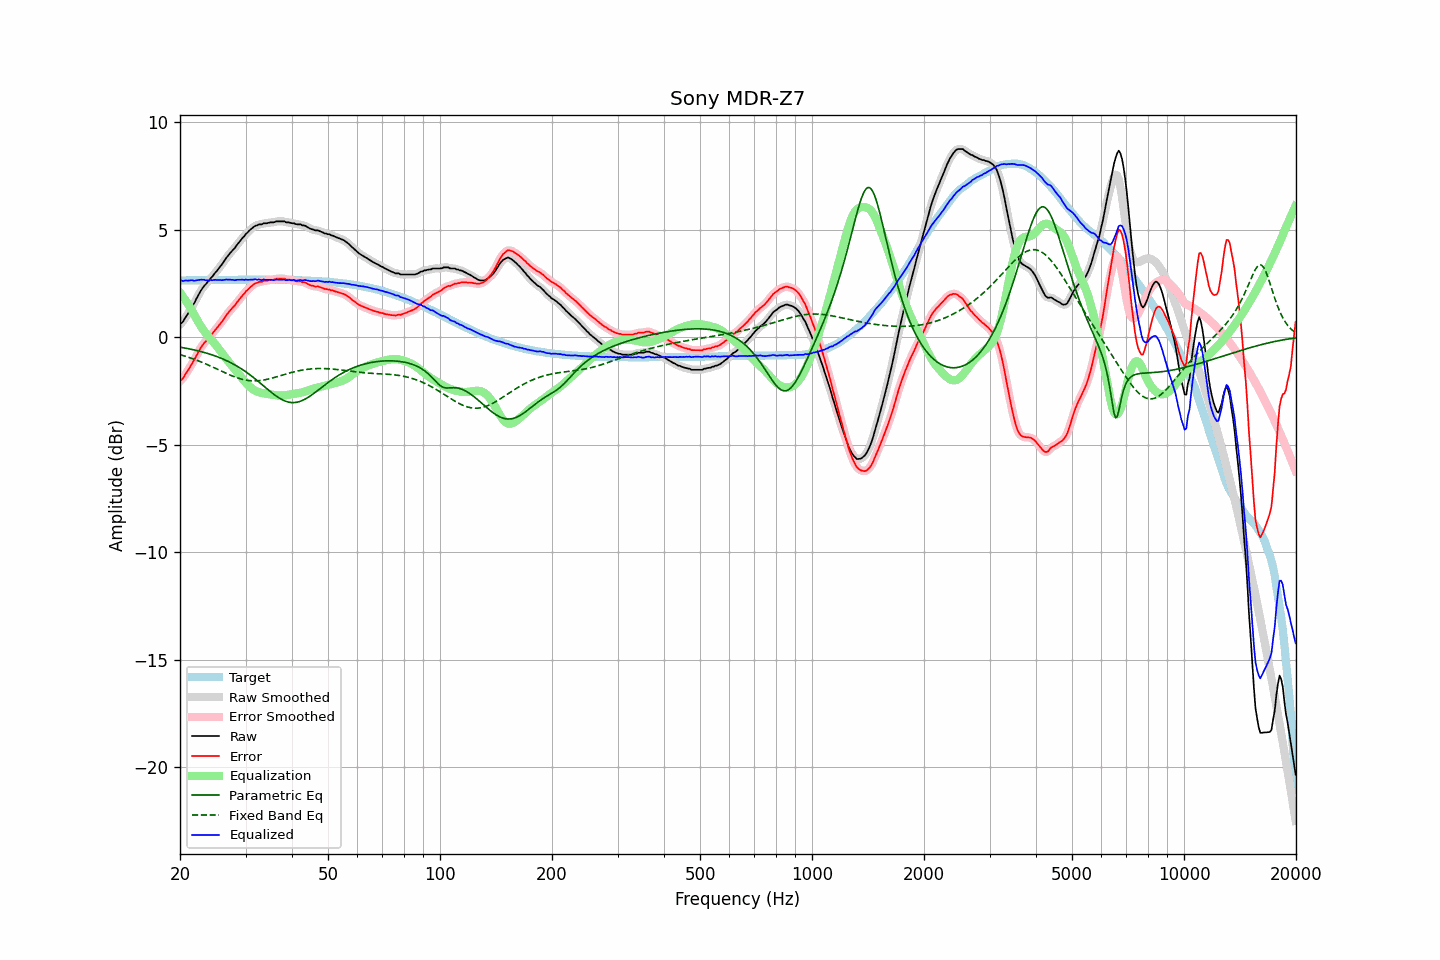 Sony MDR-Z7
10
5
0
−5
−10
−15
−20
Amplitude (dBr)
Target
Raw Smoothed
Error Smoothed
Raw
Error
Equalization
Parametric Eq
Fixed Band Eq
Equalized
20 50 100 200 500 1000 2000 5000 10000 20000
Frequency (Hz)